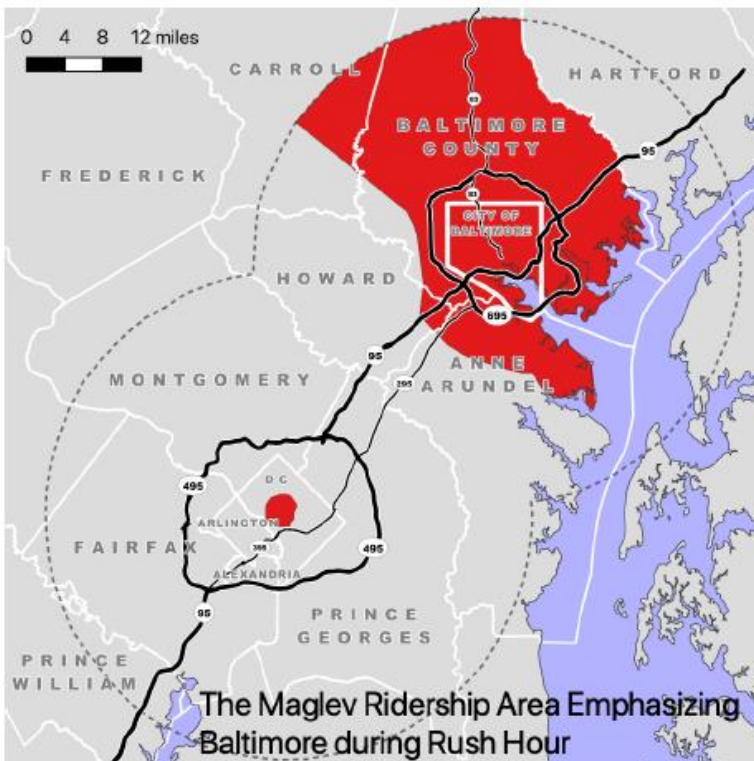 0 4 8 12 miles
CARROLL
HARTFORD
83
BALTIMORE
COUNTY
95
FREDERICK
83
CITY OF
BALTIMORE
HOWARD
695
95
ANNE
ARUNDEL
MONTGOMERY
295
495
D C
ARLINGTON
FAIRFAX
395
495
ALEXANDRIA
95
PRINCE
GEORGES
PRINCE
WILLIAM
The Maglev Ridership Area Emphasizing
Baltimore during Rush Hour